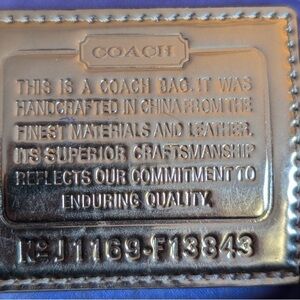 COACH
THIS IS A COACH BAG. IT WAS
HANDCRAFTED IN CHINA FROM THE
FINEST MATERIALS AND LEATHER.
ITS SUPERIOR CRAFTSMANSHIP
REFLECTS OUR COMMITMENT TO
ENDURING QUALITY.
Nº J1169-F13843